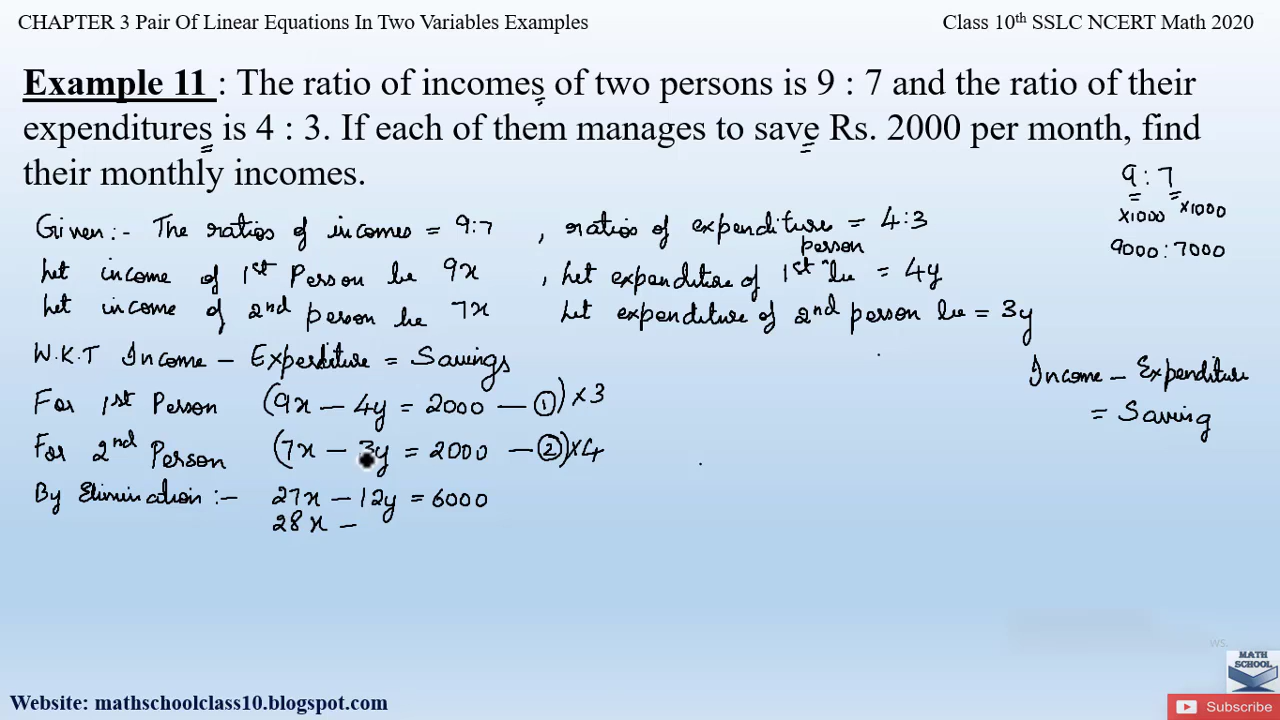 CHAPTER 3 Pair Of Linear Equations In Two Variables Examples
Class 10th SSLC NCERT Math 2020
Example 11 : The ratio of incomes of two persons is 9 : 7 and the ratio of their
expenditures is 4 : 3. If each of them manages to save Rs. 2000 per month, find
their monthly incomes.
9 : 7
×1000 ×1000
9000 : 7000
Given :- The ratios of incomes = 9:7 , ratios of expenditure = 4:3
Let income of 1st Person be 9x , Let expenditure of 1st person be = 4y
Let income of 2nd person be 7x Let expenditure of 2nd person be = 3y
W.K.T Income - Expenditure = Savings
Income - Expenditure
= Saving
For 1st Person (9x - 4y = 2000 - ①) ×3
For 2nd Person (7x - 3y = 2000 - ②) ×4
By Elimination :- 27x - 12y = 6000
28x -
WS.
MATH
SCHOOL
Website: mathschoolclass10.blogspot.com
Subscribe